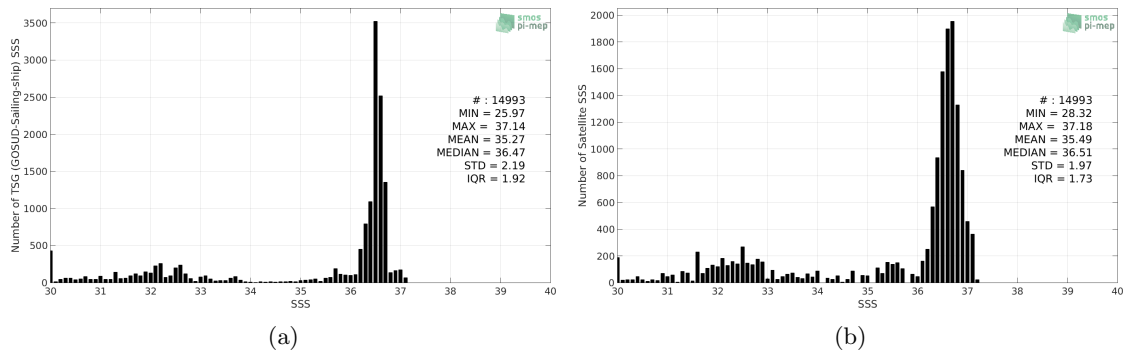 smos
pi-mep
Number of TSG (GOSUD-Sailing-ship) SSS
3500
3000
2500
2000
1500
1000
500
0
# : 14993
MIN = 25.97
MAX = 37.14
MEAN = 35.27
MEDIAN = 36.47
STD = 2.19
IQR = 1.92
30 31 32 33 34 35 36 37 38 39 40
SSS
(a)
smos
pi-mep
Number of Satellite SSS
2000
1800
1600
1400
1200
1000
800
600
400
200
0
# : 14993
MIN = 28.32
MAX = 37.18
MEAN = 35.49
MEDIAN = 36.51
STD = 1.97
IQR = 1.73
30 31 32 33 34 35 36 37 38 39 40
SSS
(b)